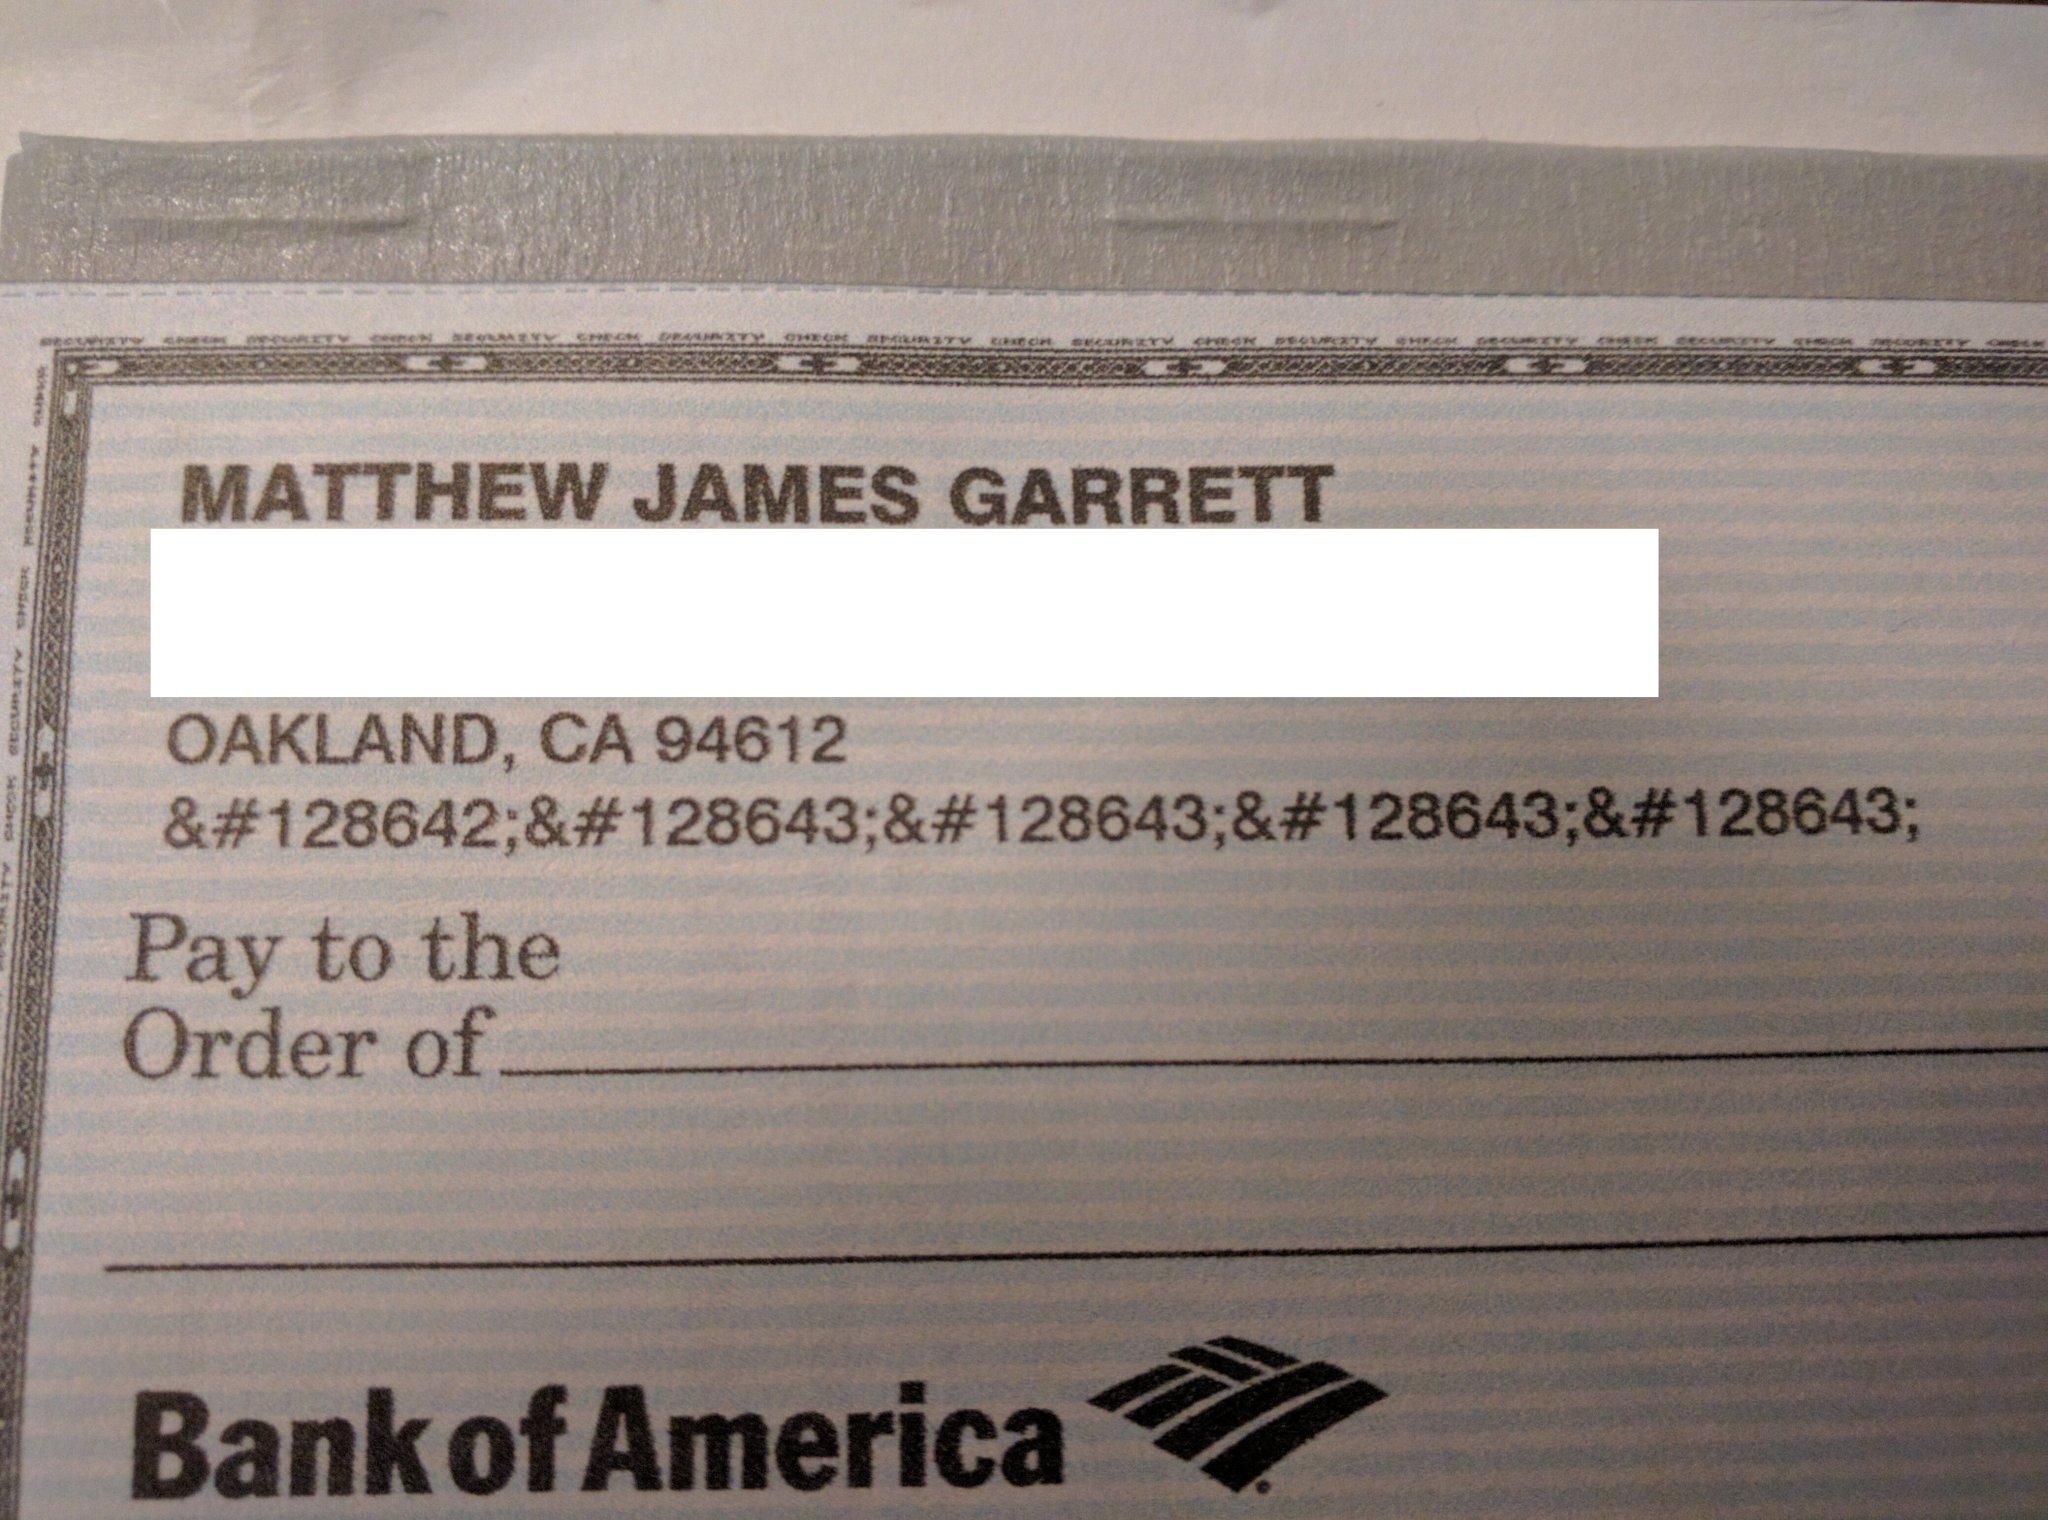 SECURITY CHECK SECURITY CHECK SECURITY CHECK SECURITY CHECK SECURITY CHECK SECURITY CHECK SECURITY CHECK SECURITY CHECK SECURITY CHECK SECURITY CHECK
MATTHEW JAMES GARRETT
OAKLAND, CA 94612
&#128642;&#128643;&#128643;&#128643;&#128643;
Pay to the
Order of
Bank of America